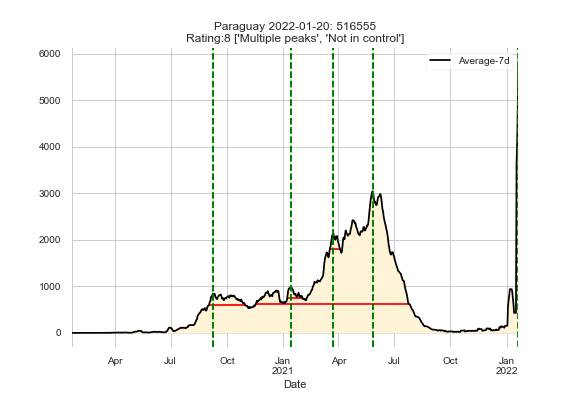 Paraguay 2022-01-20: 516555
Rating:8 ['Multiple peaks', 'Not in control']
Average-7d
6000
5000
4000
3000
2000
1000
0
Apr
Jul
Oct
Jan
2021
Apr
Jul
Oct
Jan
2022
Date